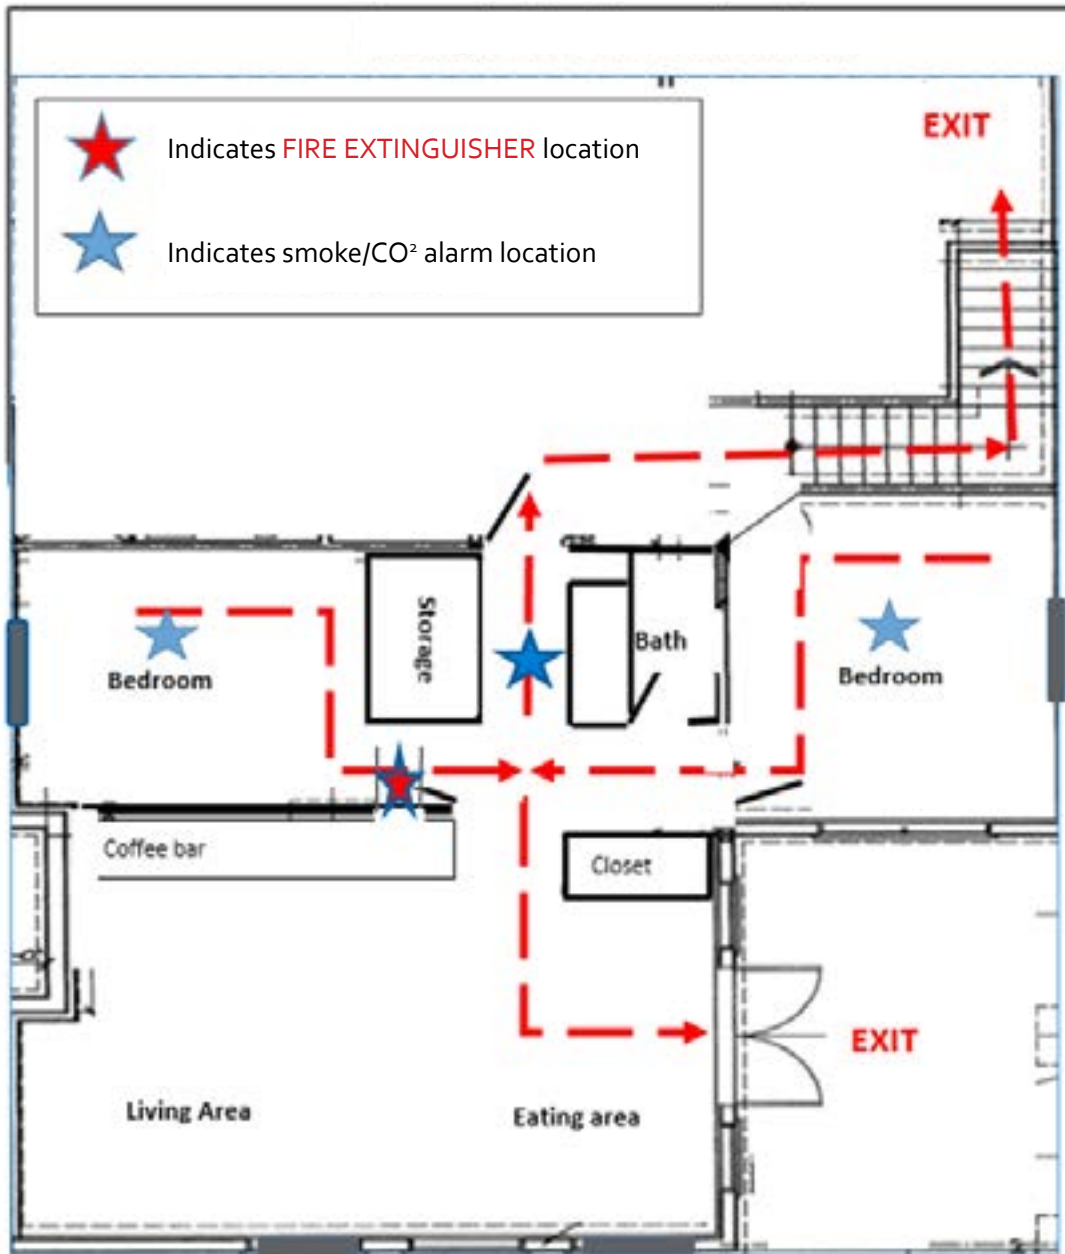 EXIT
Indicates FIRE EXTINGUISHER location
Indicates smoke/CO² alarm location
Storage
Bath
Bedroom
Bedroom
Coffee bar
Closet
EXIT
Living Area
Eating area